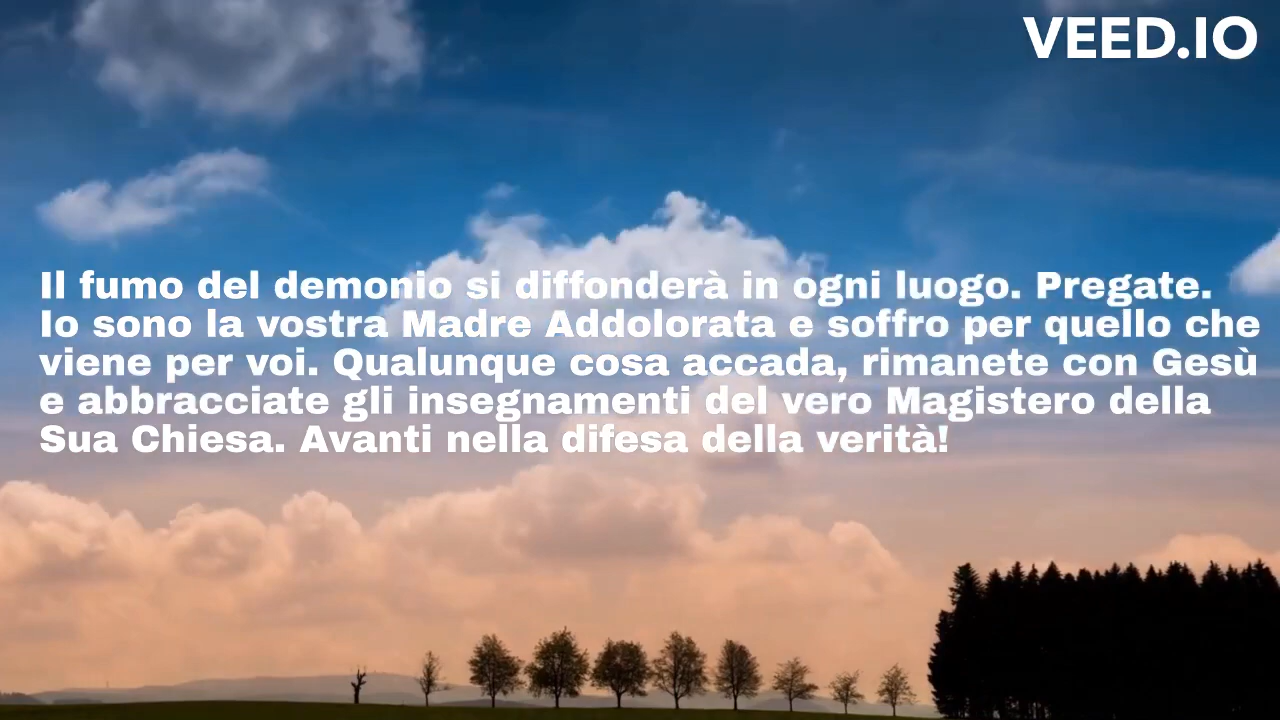 VEED.IO
Il fumo del demonio si diffonderà in ogni luogo. Pregate.
Io sono la vostra Madre Addolorata e soffro per quello che
viene per voi. Qualunque cosa accada, rimanete con Gesù
e abbracciate gli insegnamenti del vero Magistero della
Sua Chiesa. Avanti nella difesa della verità!